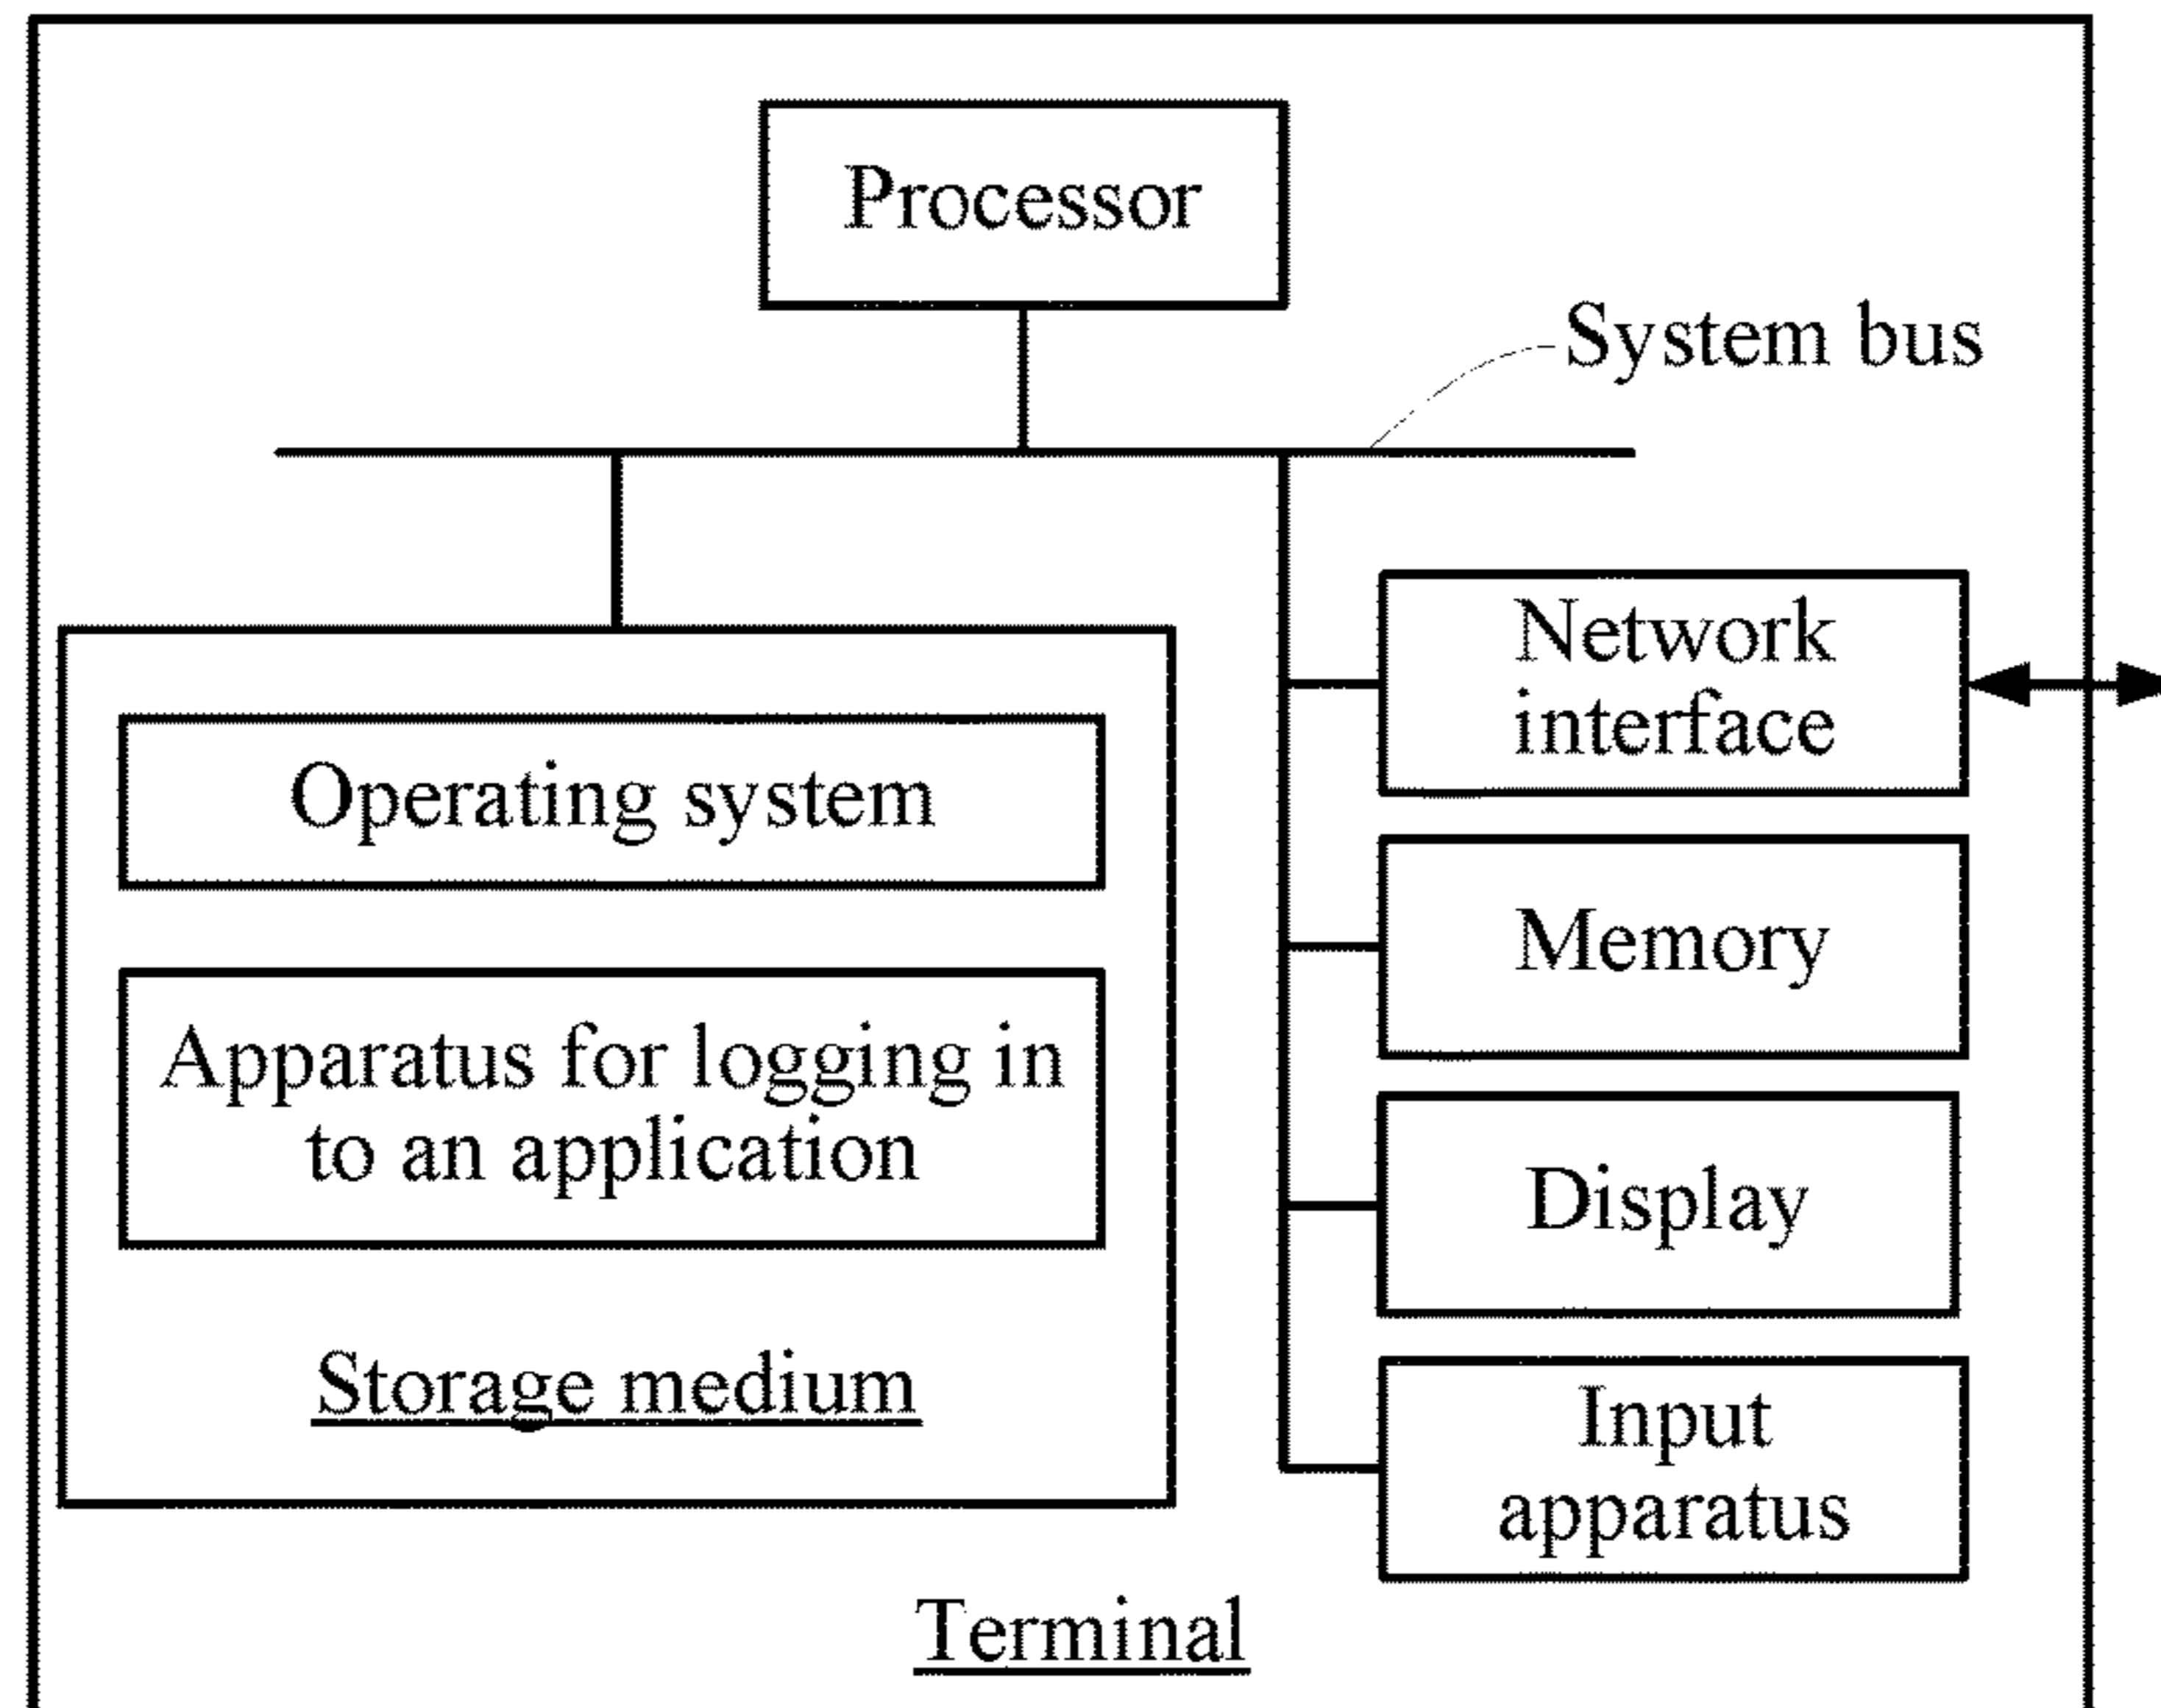 Processor
System bus
Network
interface
Operating system
Memory
Apparatus for logging in
to an application
Display
Storage medium
Input
apparatus
Terminal